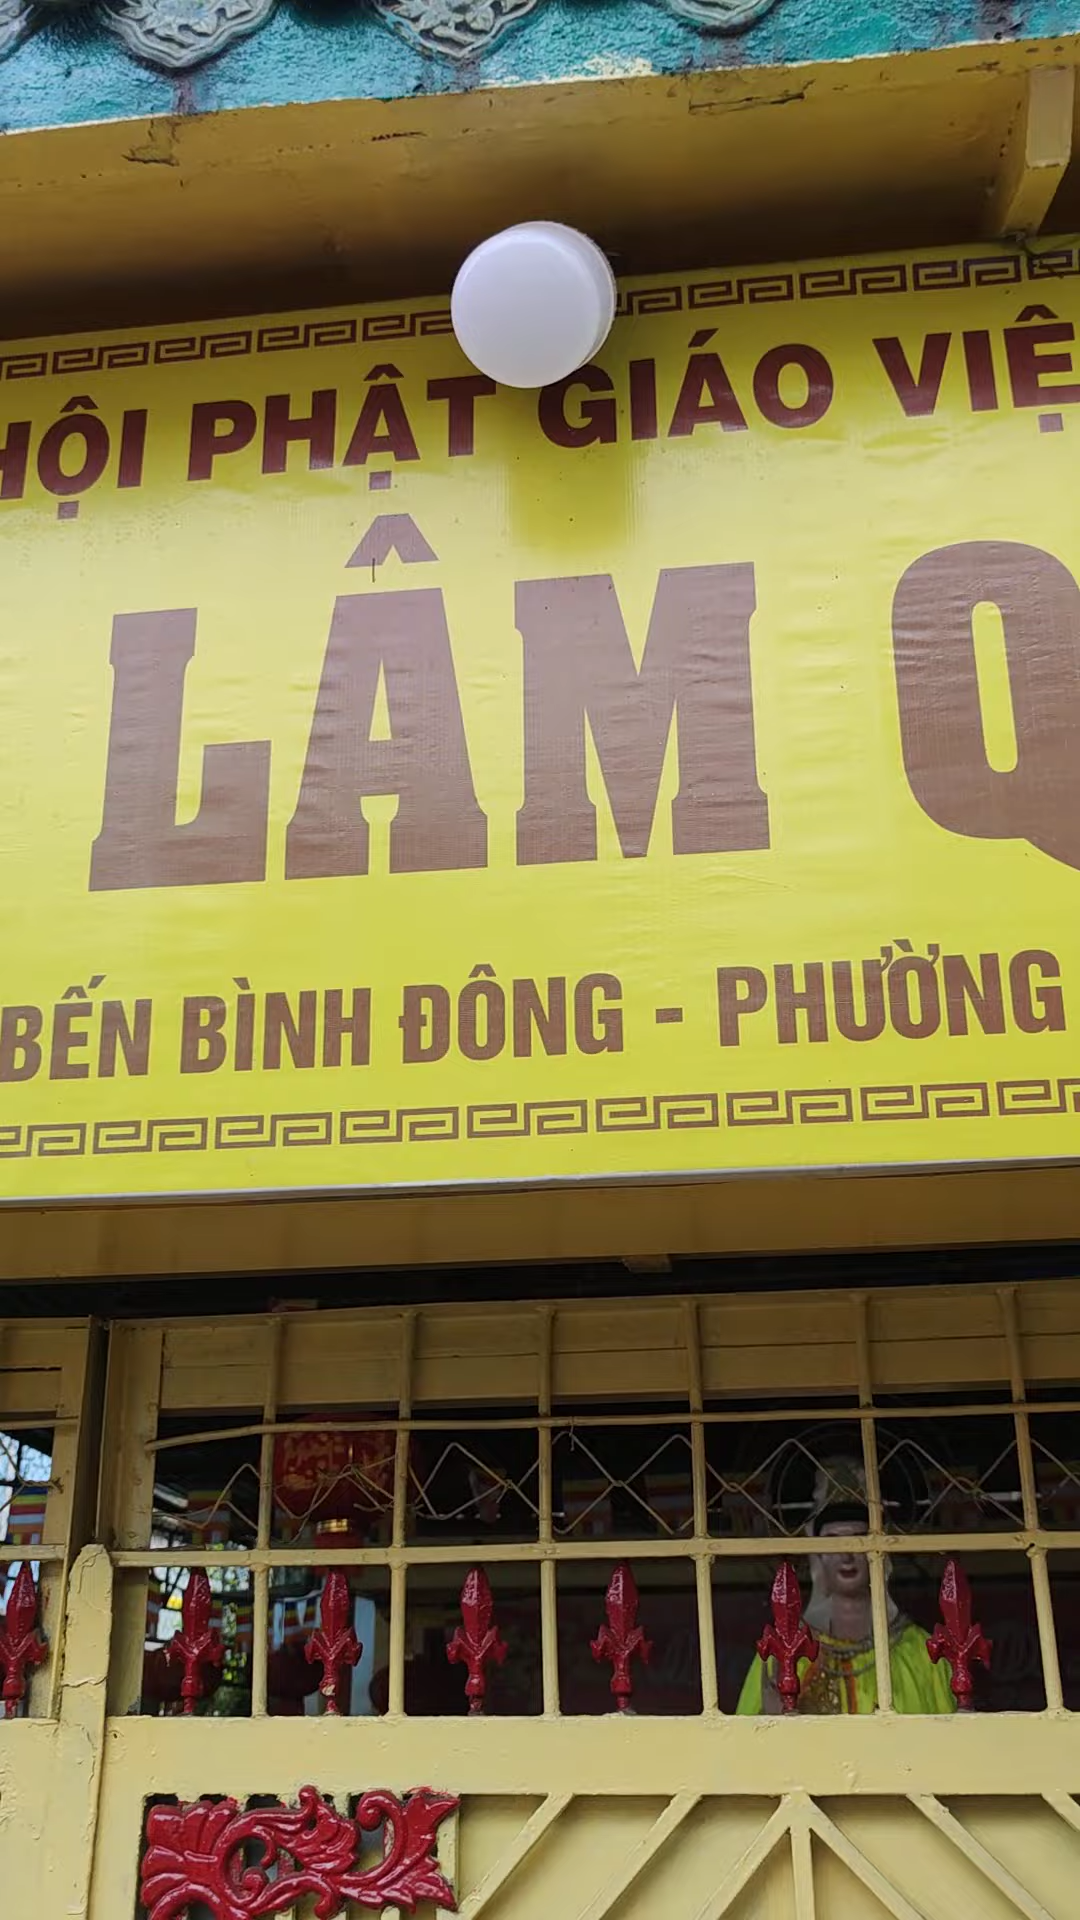 HỘI PHẬT GIÁO VIỆ
LÂM Q
BẾN BÌNH ĐÔNG - PHƯỜNG